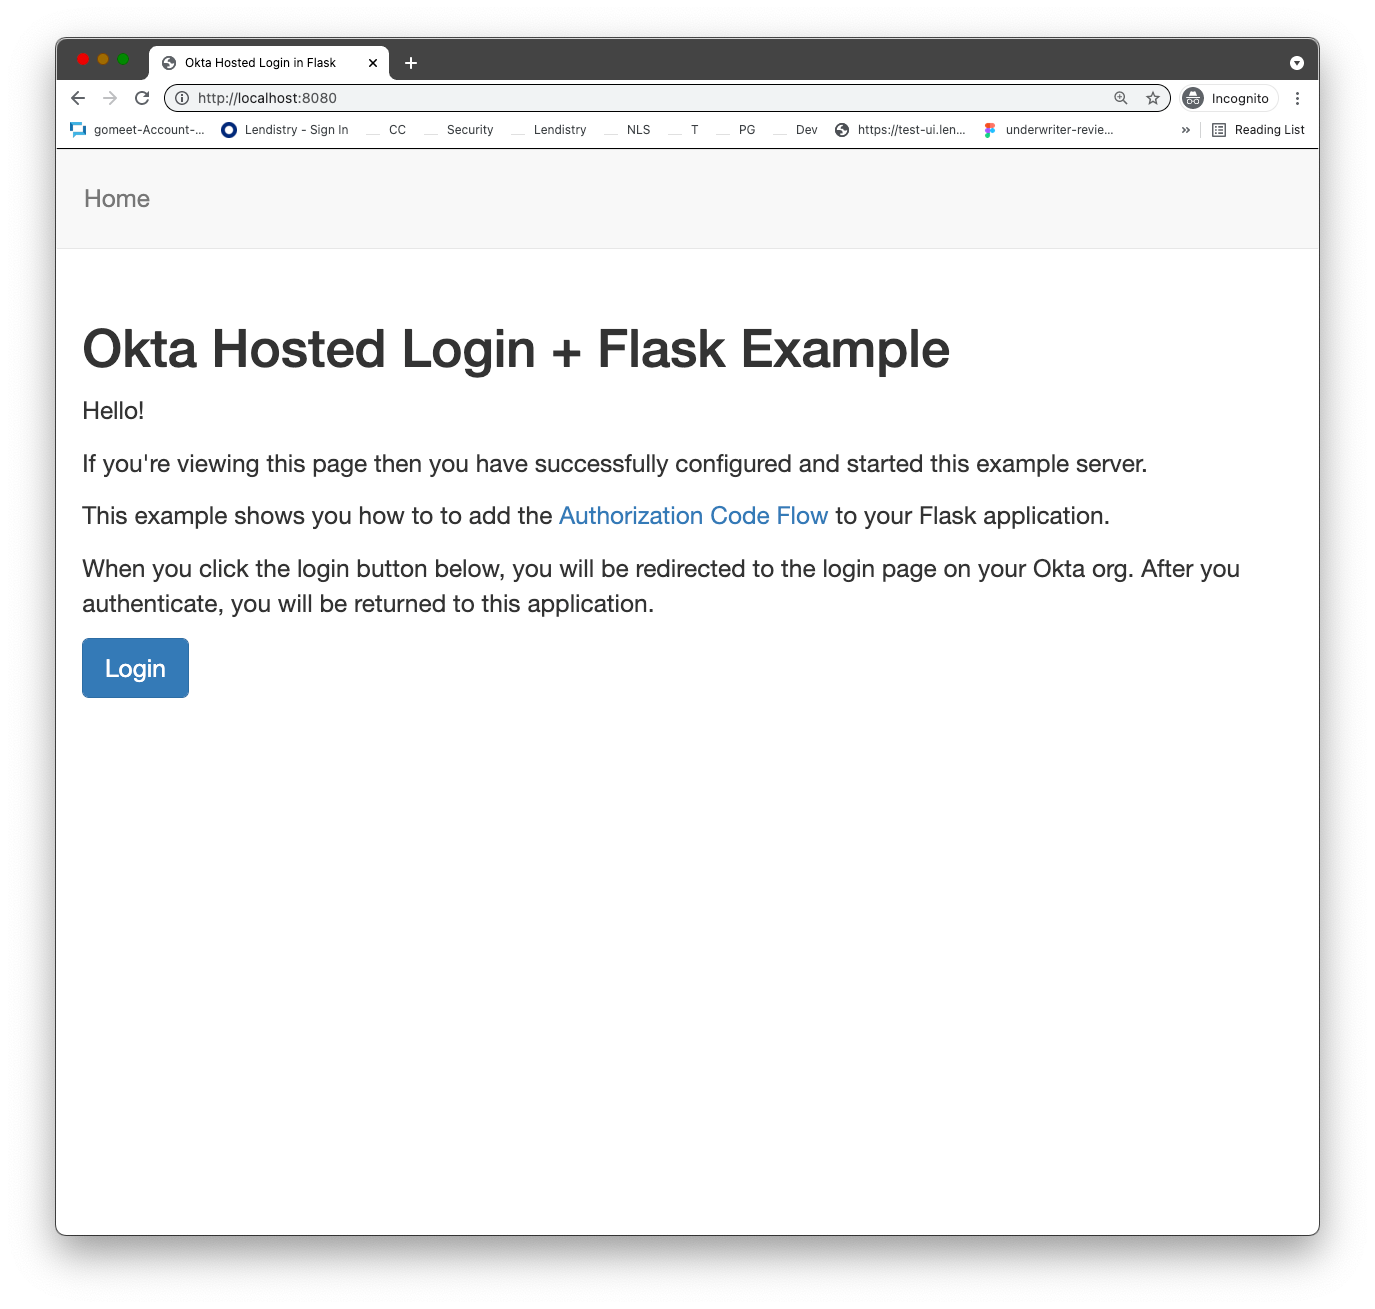 Okta Hosted Login in Flask
http://localhost:8080
Incognito
gomeet-Account-...
Lendistry - Sign In
CC
Security
Lendistry
NLS
T
PG
Dev
https://test-ui.len...
underwriter-revie...
»
Reading List
Home
Okta Hosted Login + Flask Example
Hello!
If you're viewing this page then you have successfully configured and started this example server.
This example shows you how to to add the Authorization Code Flow to your Flask application.
When you click the login button below, you will be redirected to the login page on your Okta org. After you
authenticate, you will be returned to this application.
Login